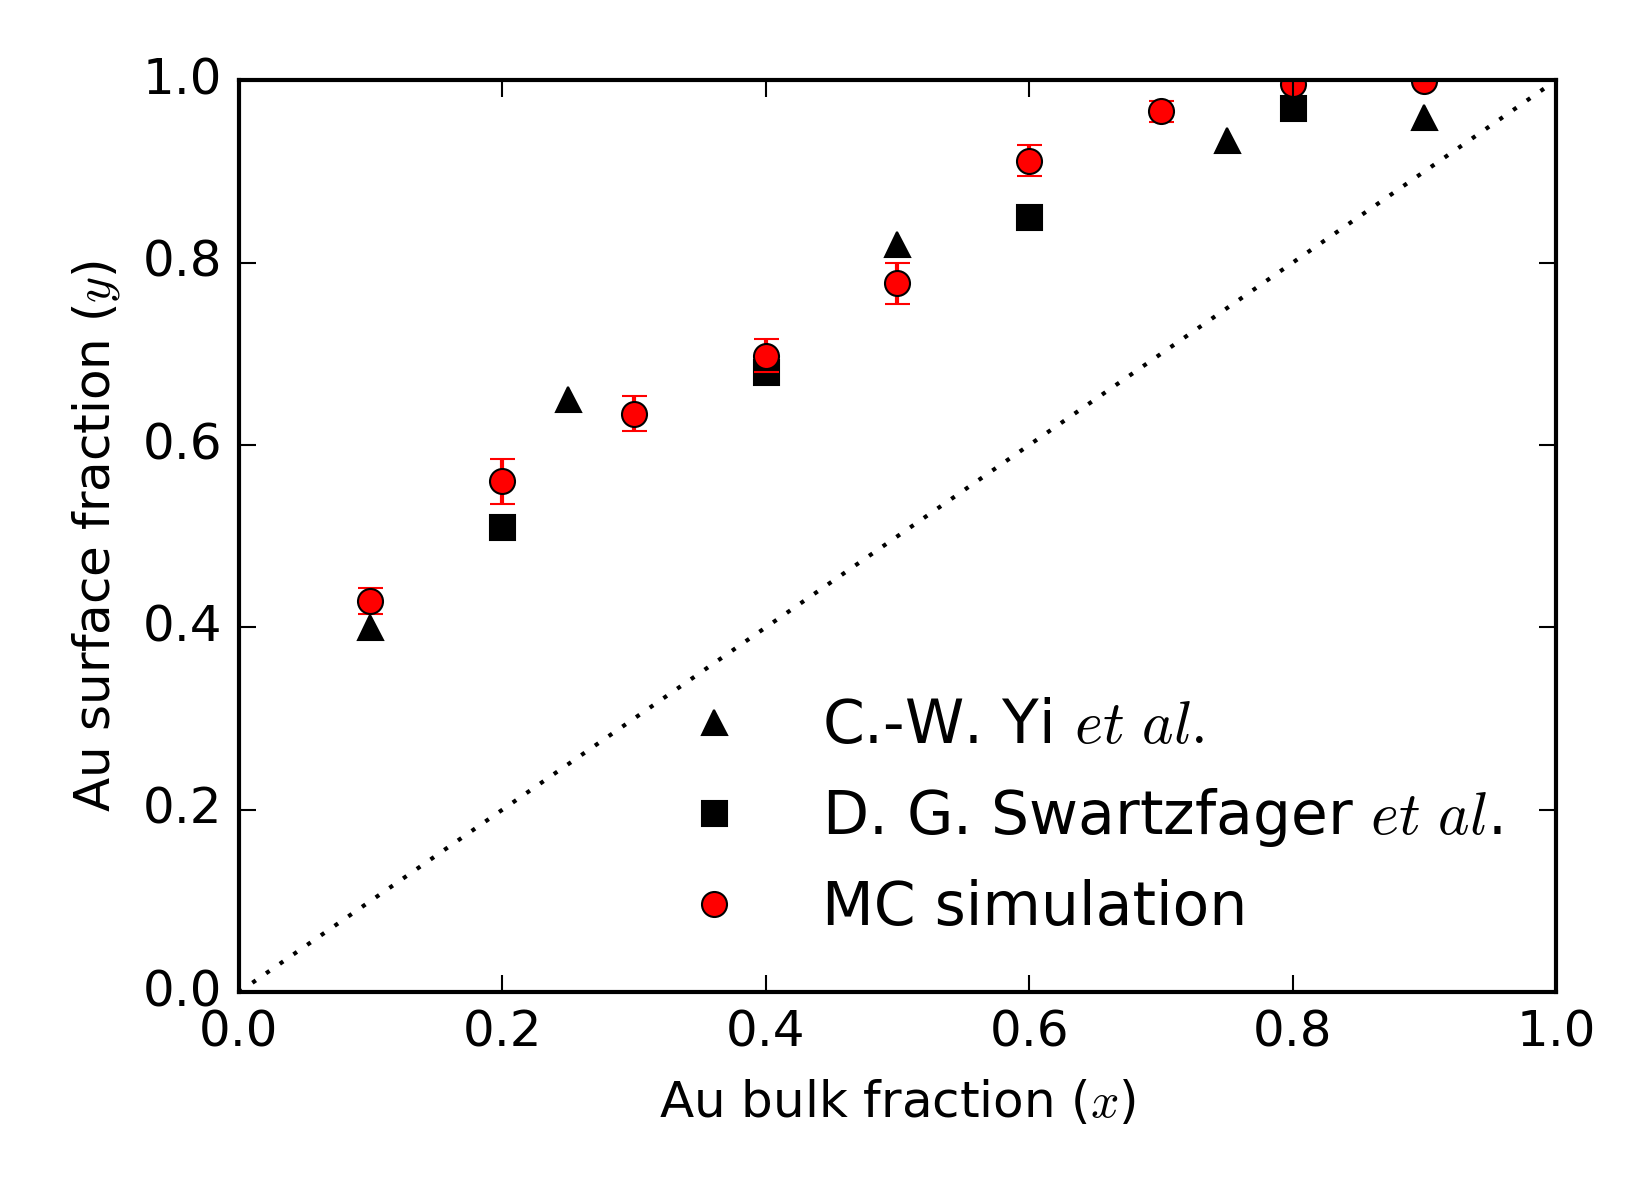 1.0
0.8
0.6
0.4
0.2
0.0
Au surface fraction (y)
C.-W. Yi et al.
D. G. Swartzfager et al.
MC simulation
0.0 0.2 0.4 0.6 0.8 1.0
Au bulk fraction (x)